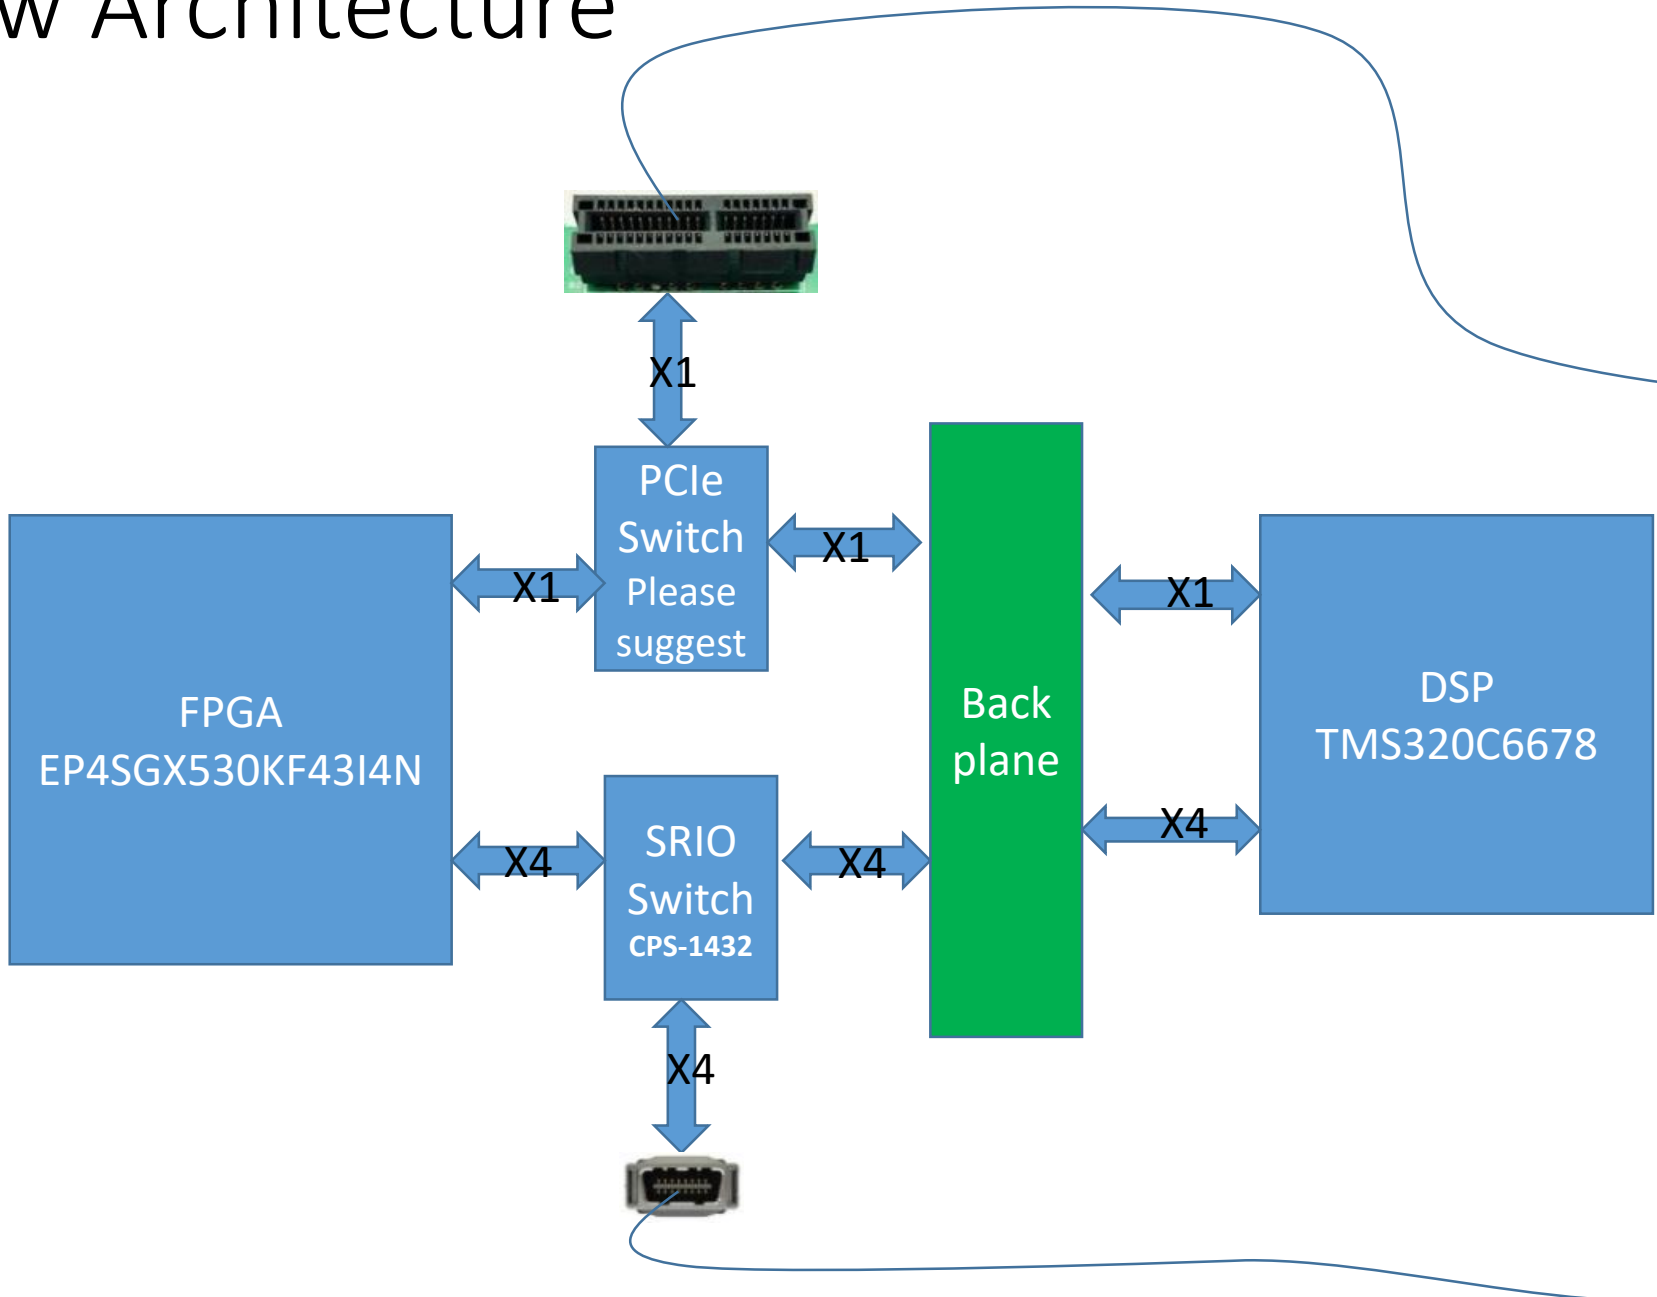 w Architecture
X1
PCIe
Switch
Please
suggest
X1
X1
X1
FPGA
EP4SGX530KF43I4N
Back
plane
DSP
TMS320C6678
SRIO
Switch
CPS-1432
X4
X4
X4
X4